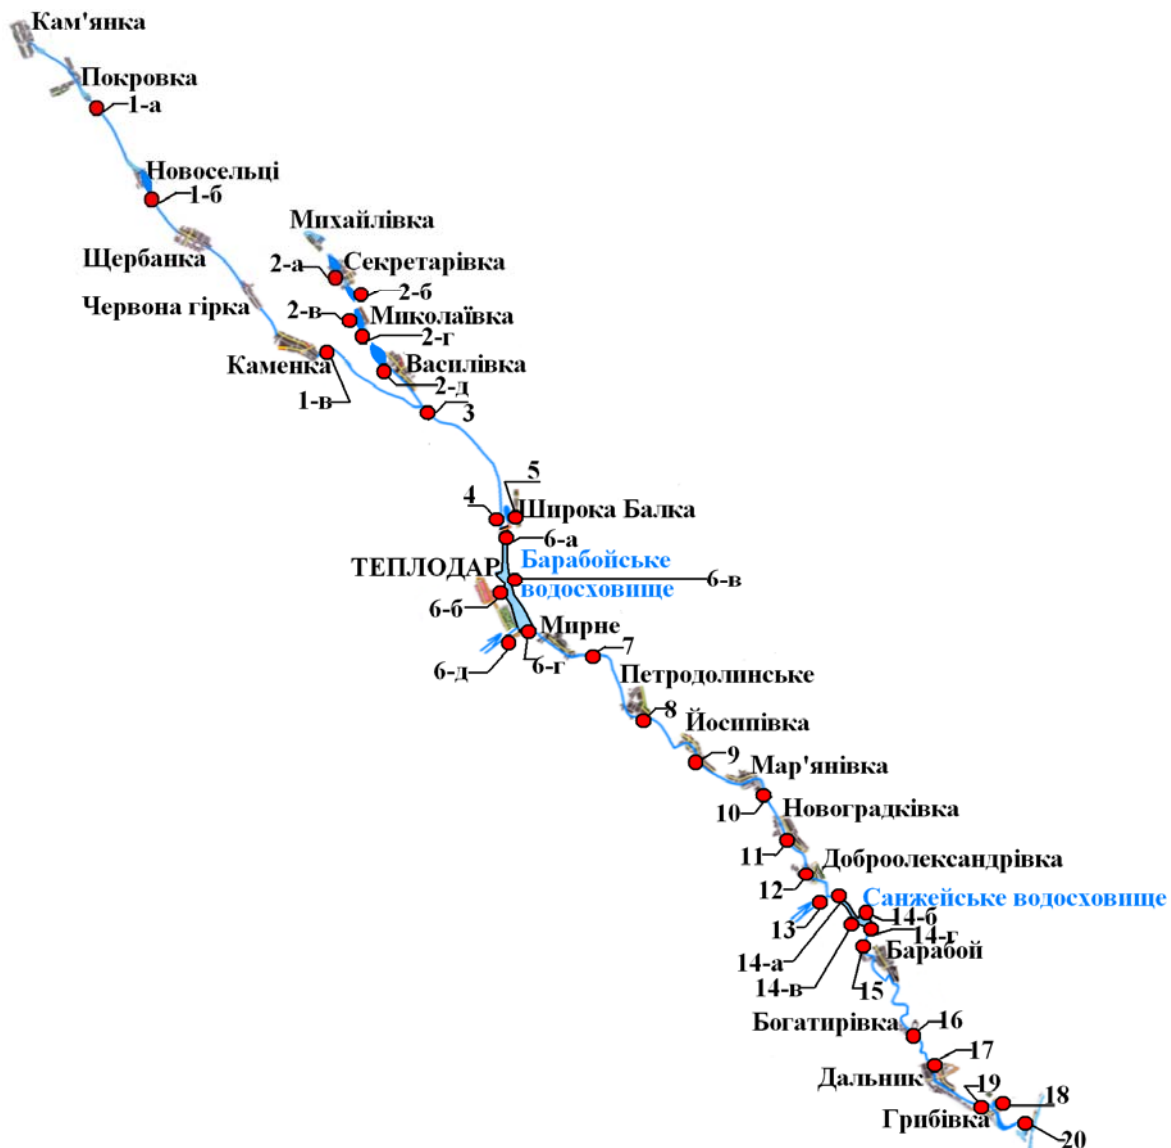 Кам'янка
Покровка
1-а
Новосельці
1-б
Михайлівка
Щербанка
2-а
Секретарівка
2-б
Червона гірка
2-в
Миколаївка
2-г
Каменка
Василівка
2-д
1-в
3
5
4
Широка Балка
6-а
ТЕПЛОДАР
Барабойське
водосховище
6-в
6-б
Мирне
6-д
6-г
7
Петродолинське
8
Йосипівка
9
Мар'янівка
10
Новоградківка
11
Доброолександрівка
12
Санжейське водосховище
13
14-б
14-г
14-а
Барабой
14-в
15
Богатирівка
16
17
Дальник
19
18
Грибівка
20